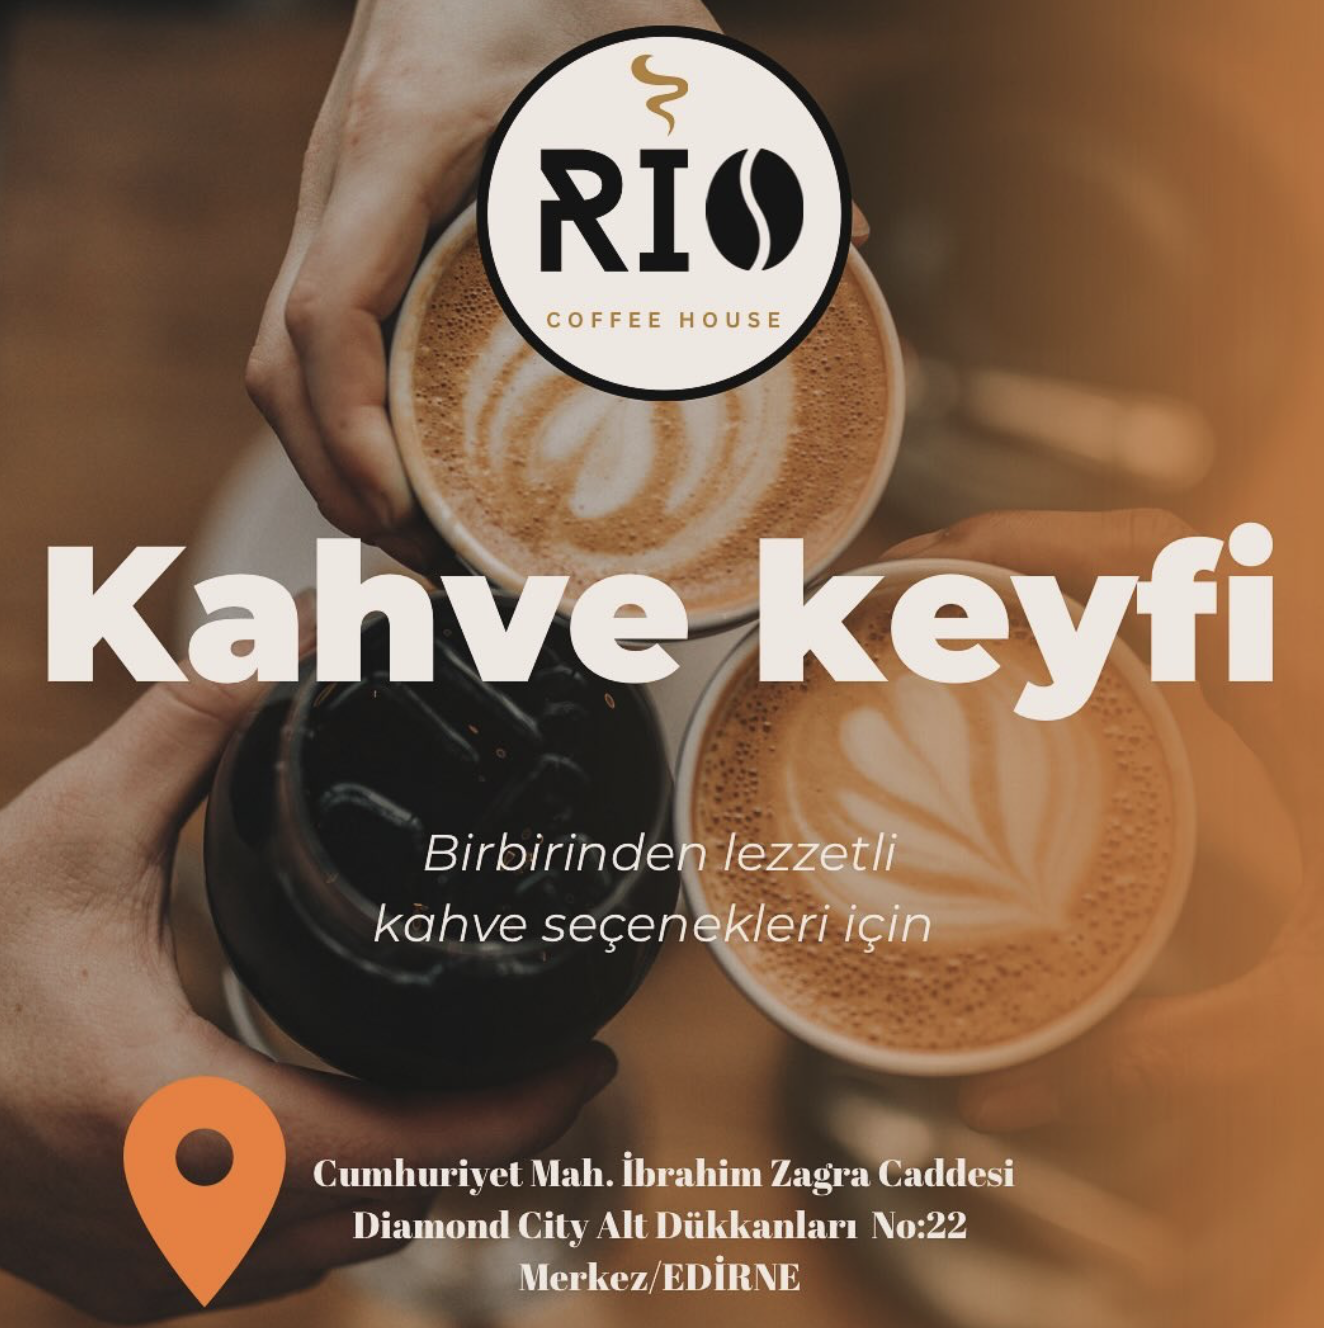 RIO
COFFEE HOUSE
Kahve keyfi
Birbirinden lezzetli
kahve seçenekleri için
Cumhuriyet Mah. İbrahim Zagra Caddesi
Diamond City Alt Dükkanları No:22
Merkez/EDİRNE